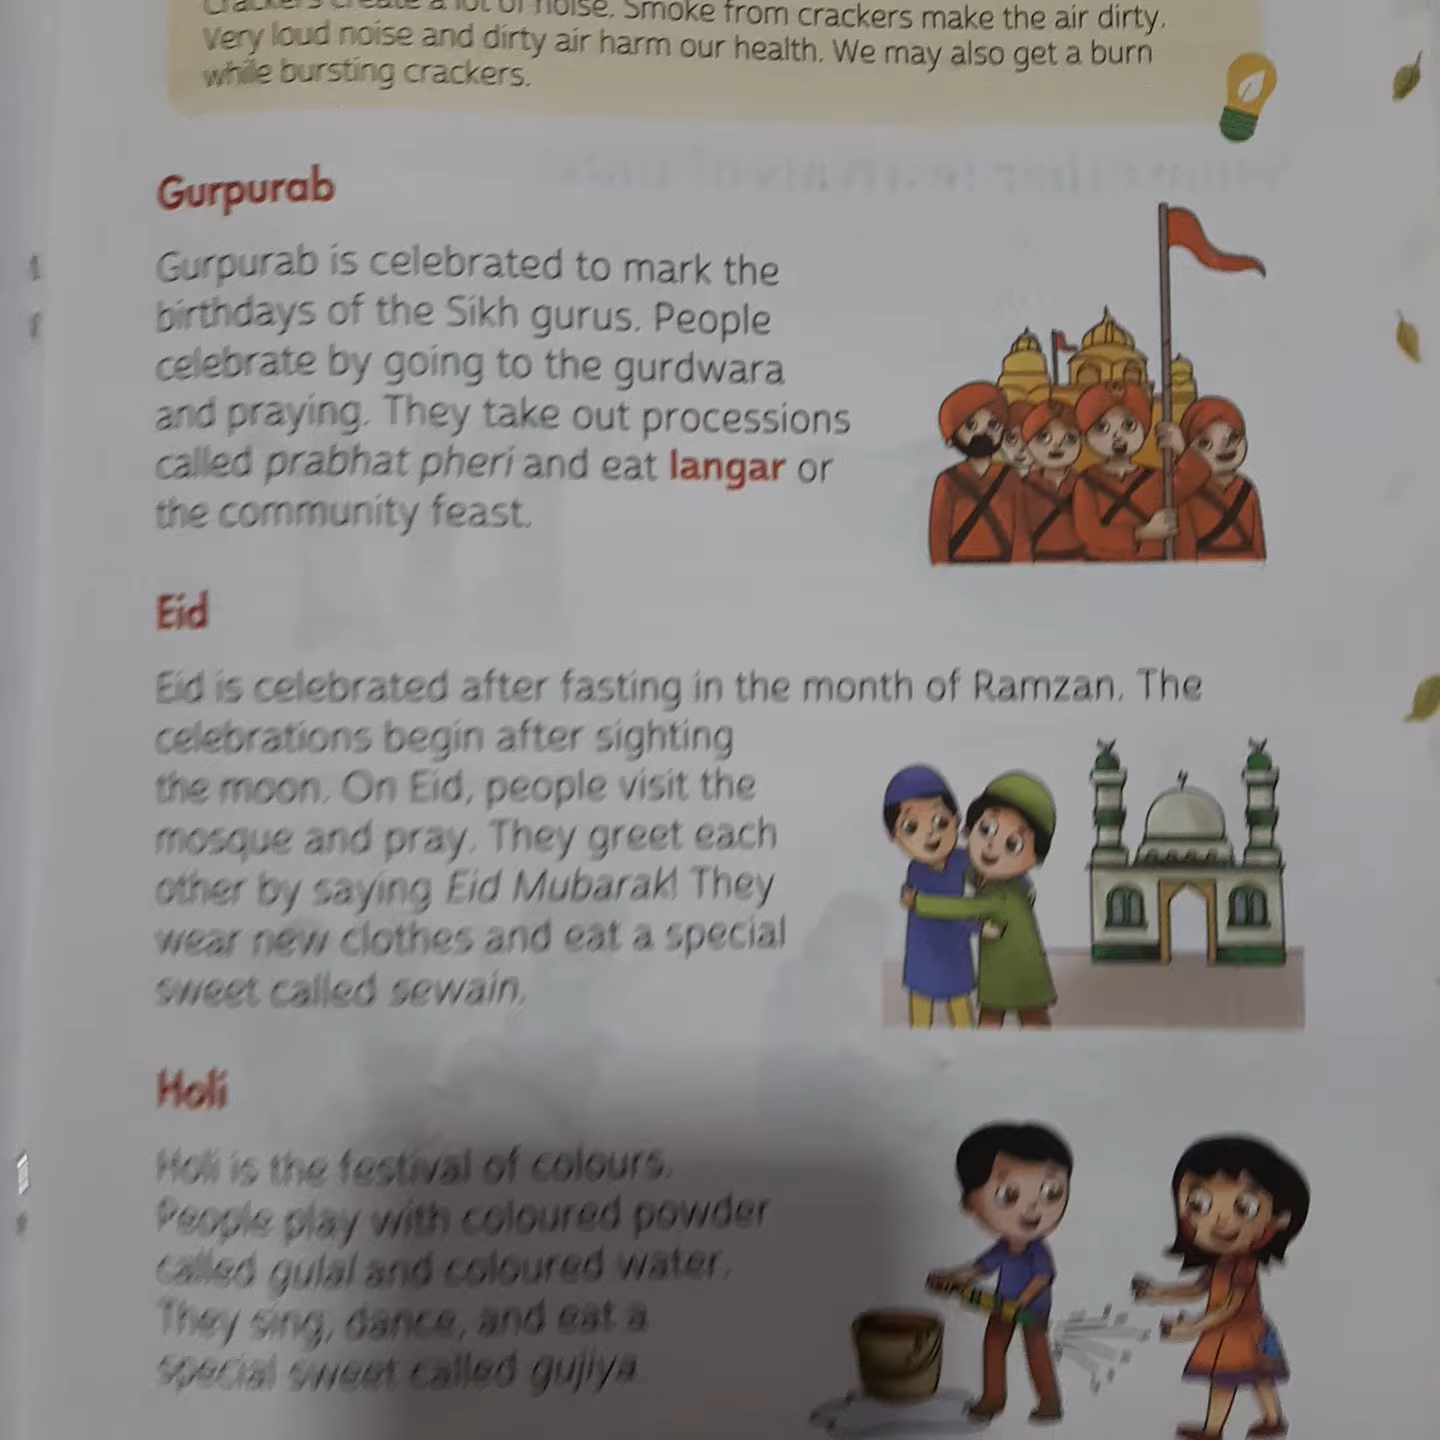 Crackers create a lot of noise. Smoke from crackers make the air dirty.
Very loud noise and dirty air harm our health. We may also get a burn
while bursting crackers.
Gurpurab
Gurpurab is celebrated to mark the
birthdays of the Sikh gurus. People
celebrate by going to the gurdwara
and praying. They take out processions
called prabhat pheri and eat langar or
the community feast.
Eid
Eid is celebrated after fasting in the month of Ramzan. The
celebrations begin after sighting
the moon. On Eid, people visit the
mosque and pray. They greet each
other by saying Eid Mubarak! They
wear new clothes and eat a special
sweet called sewain.
Holi
Holi is the festival of colours.
People play with coloured powder
called gulal and coloured water.
They sing, dance, and eat a
special sweet called gujiya